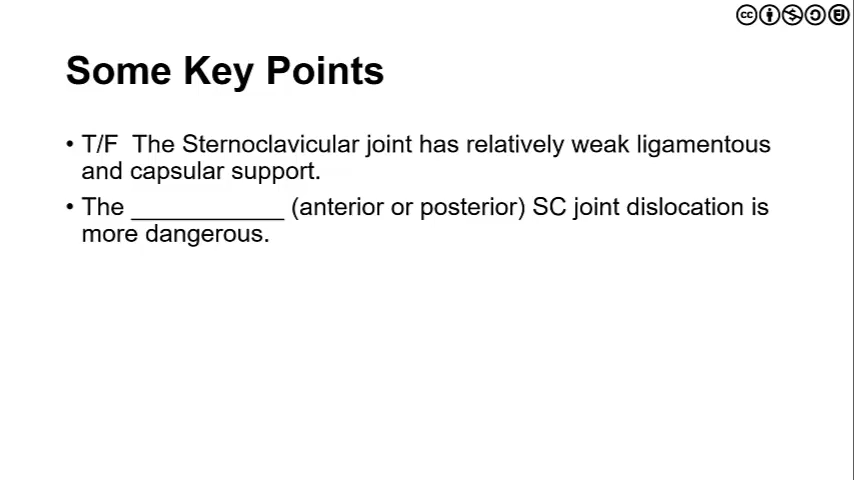 Some Key Points
• T/F  The Sternoclavicular joint has relatively weak ligamentous
and capsular support.
• The ___________ (anterior or posterior) SC joint dislocation is
more dangerous.